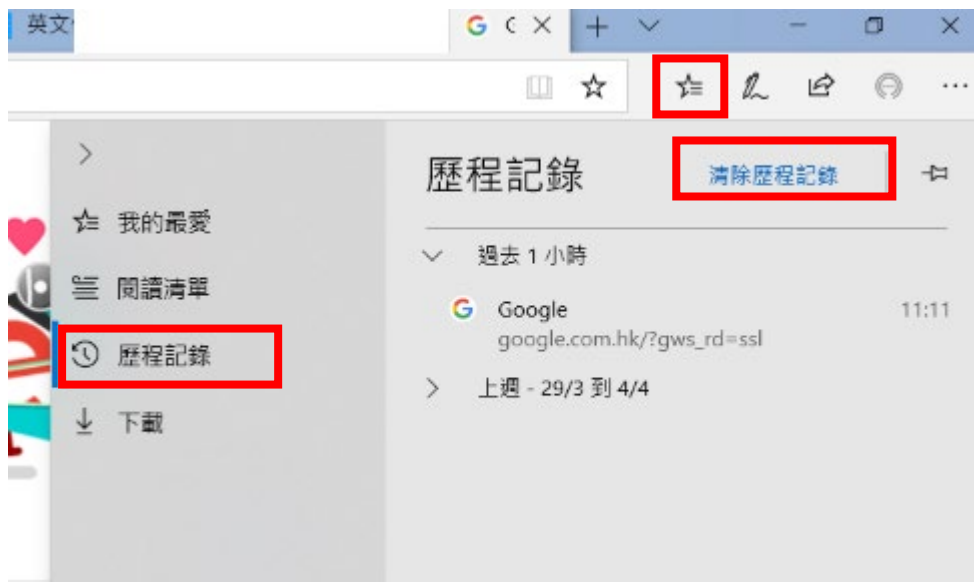 英文
歷程記錄
清除歷程記錄
我的最愛
閱讀清單
歷程記錄
下載
過去 1 小時
Google
11:11
google.com.hk/?gws_rd=ssl
上週 - 29/3 到 4/4